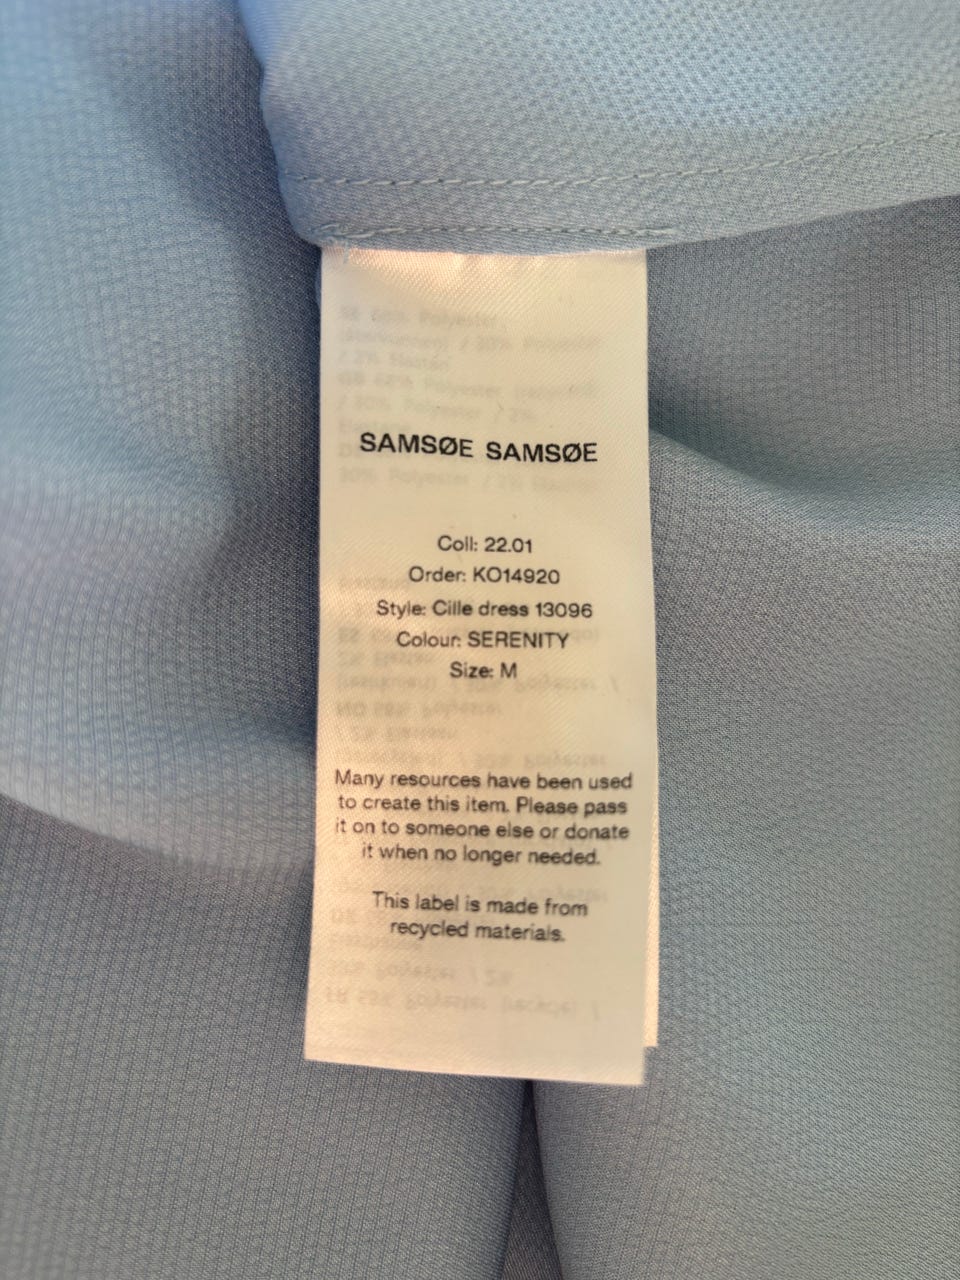 SAMSØE SAMSØE
Coll: 22.01
Order: KO14920
Style: Cille dress 13096
Colour: SERENITY
Size: M
Many resources have been used
to create this item. Please pass
it on to someone else or donate
it when no longer needed.
This label is made from
recycled materials.